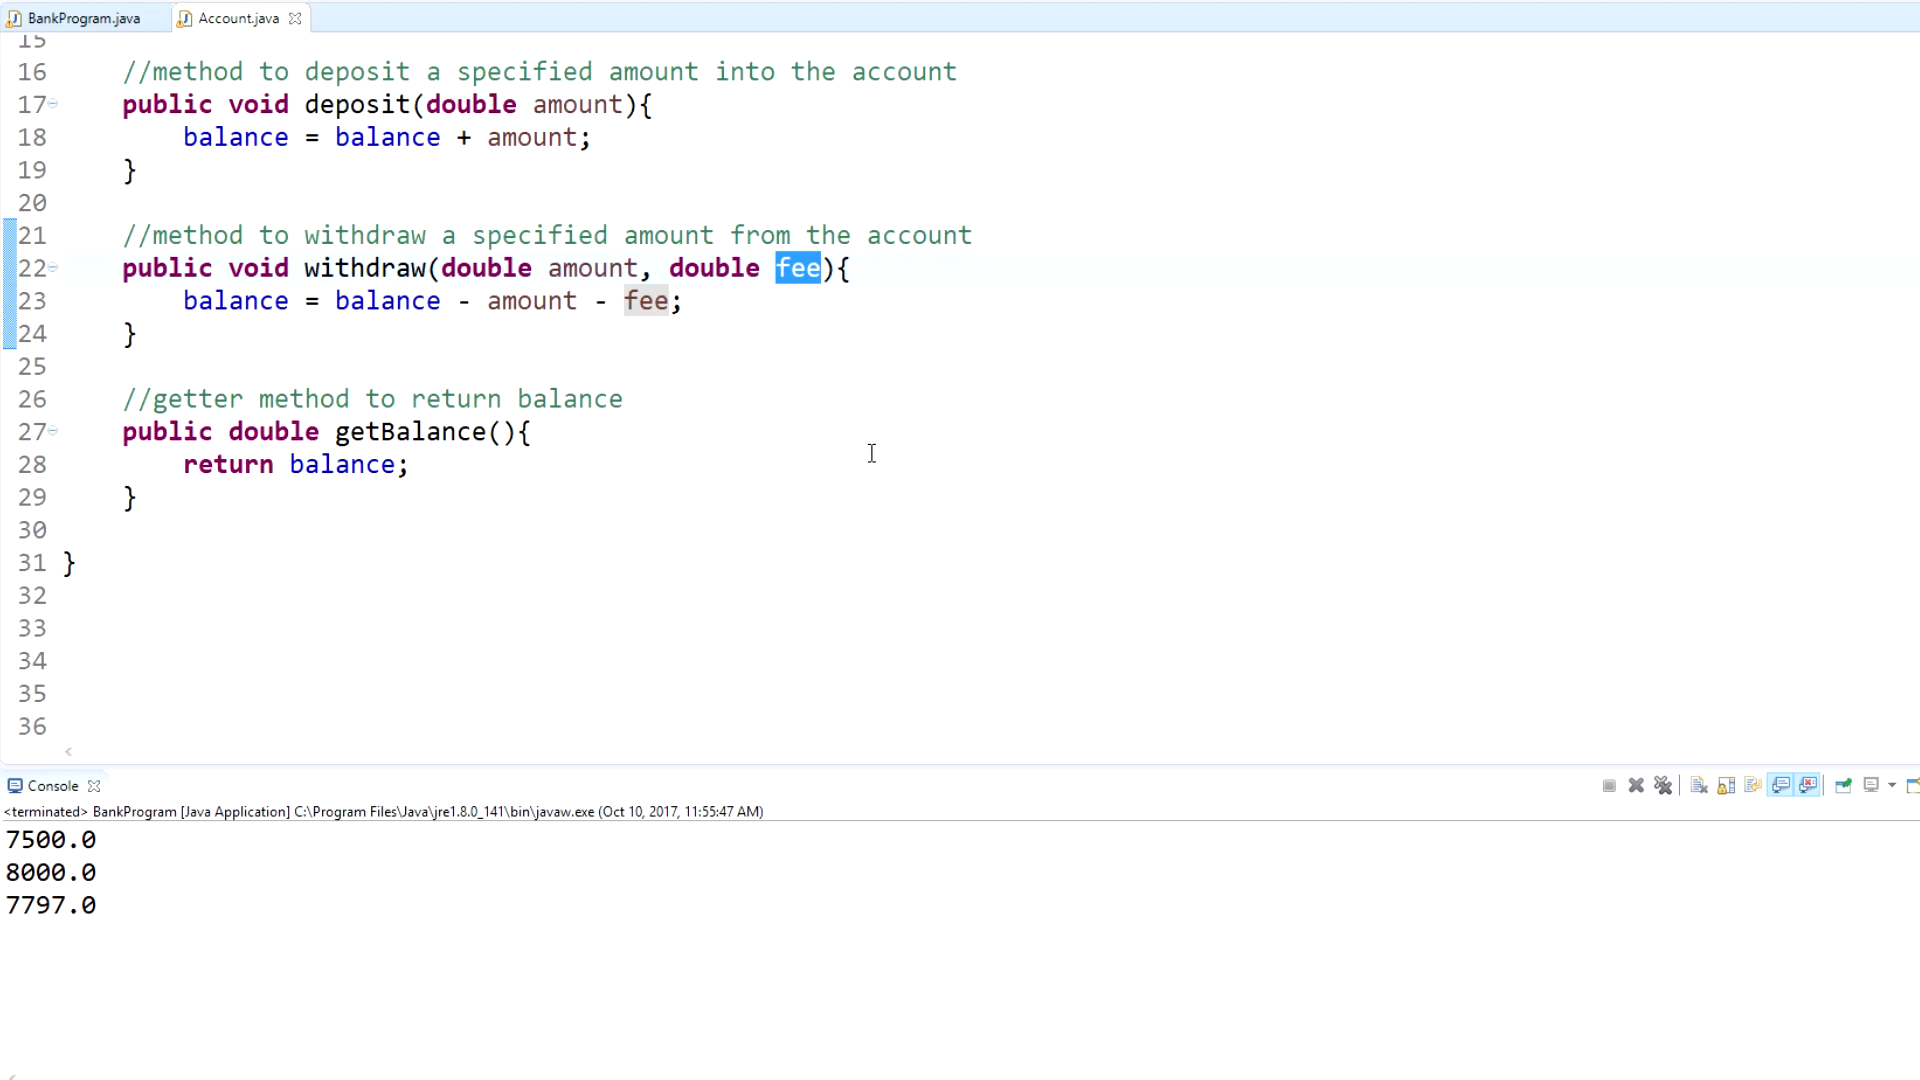 BankProgram.java
Account.java
15
16 //method to deposit a specified amount into the account
17 public void deposit(double amount){
18 balance = balance + amount;
19 }
20
21 //method to withdraw a specified amount from the account
22 public void withdraw(double amount, double fee){
23 balance = balance - amount - fee;
24 }
25
26 //getter method to return balance
27 public double getBalance(){
28 return balance;
29 }
30
31 }
32
33
34
35
36
Console
<terminated> BankProgram [Java Application] C:\Program Files\Java\jre1.8.0_141\bin\javaw.exe (Oct 10, 2017, 11:55:47 AM)
7500.0
8000.0
7797.0